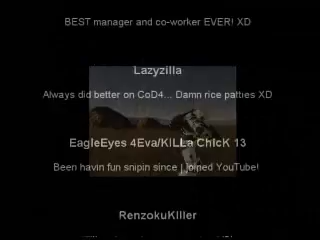 BEST manager and co-worker EVER! XD
Lazyzilla
Always did better on CoD4... Damn rice patties XD
EagleEyes 4Eva/KILLa ChIcK 13
Been havin fun snipin since I joined YouTube!
RenzokuKIller